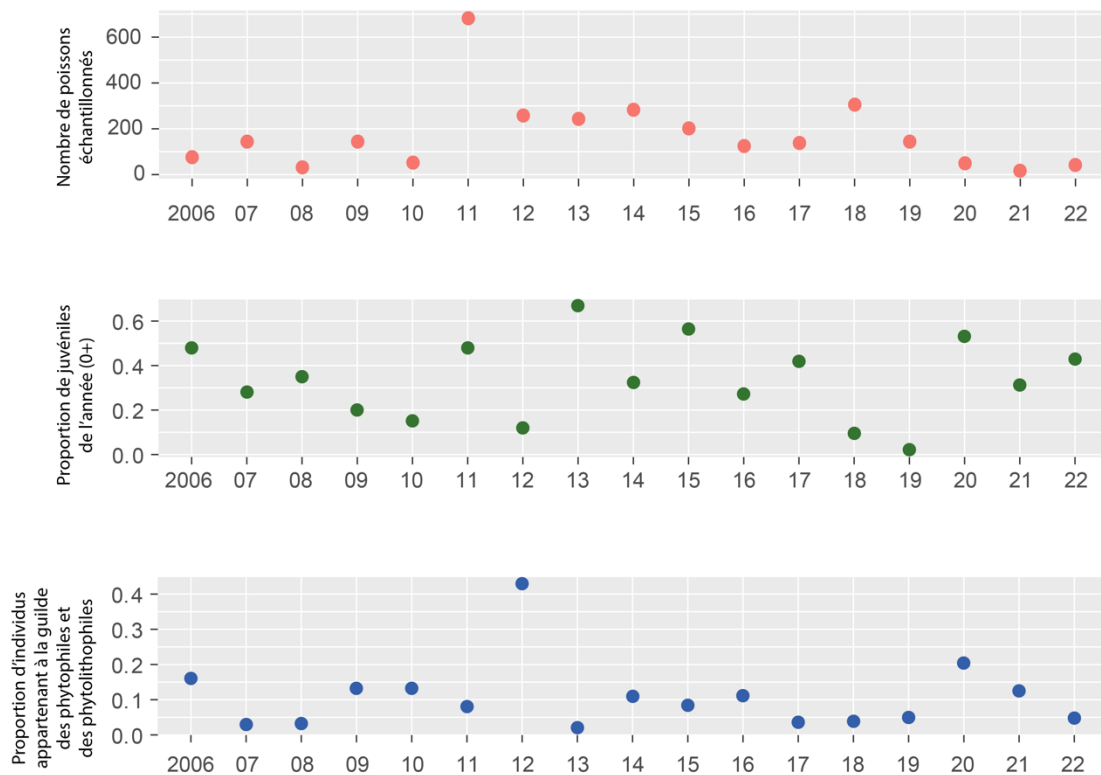 Nombre de poissons
échantillonnés
600
400
200
0
2006 07 08 09 10 11 12 13 14 15 16 17 18 19 20 21 22
Proportion de juvéniles
de l'année (0+)
0.6
0.4
0.2
0.0
2006 07 08 09 10 11 12 13 14 15 16 17 18 19 20 21 22
Proportion d'individus
appartenant à la guilde
des phytophiles et
des phytolithophiles
0.4
0.3
0.2
0.1
0.0
2006 07 08 09 10 11 12 13 14 15 16 17 18 19 20 21 22